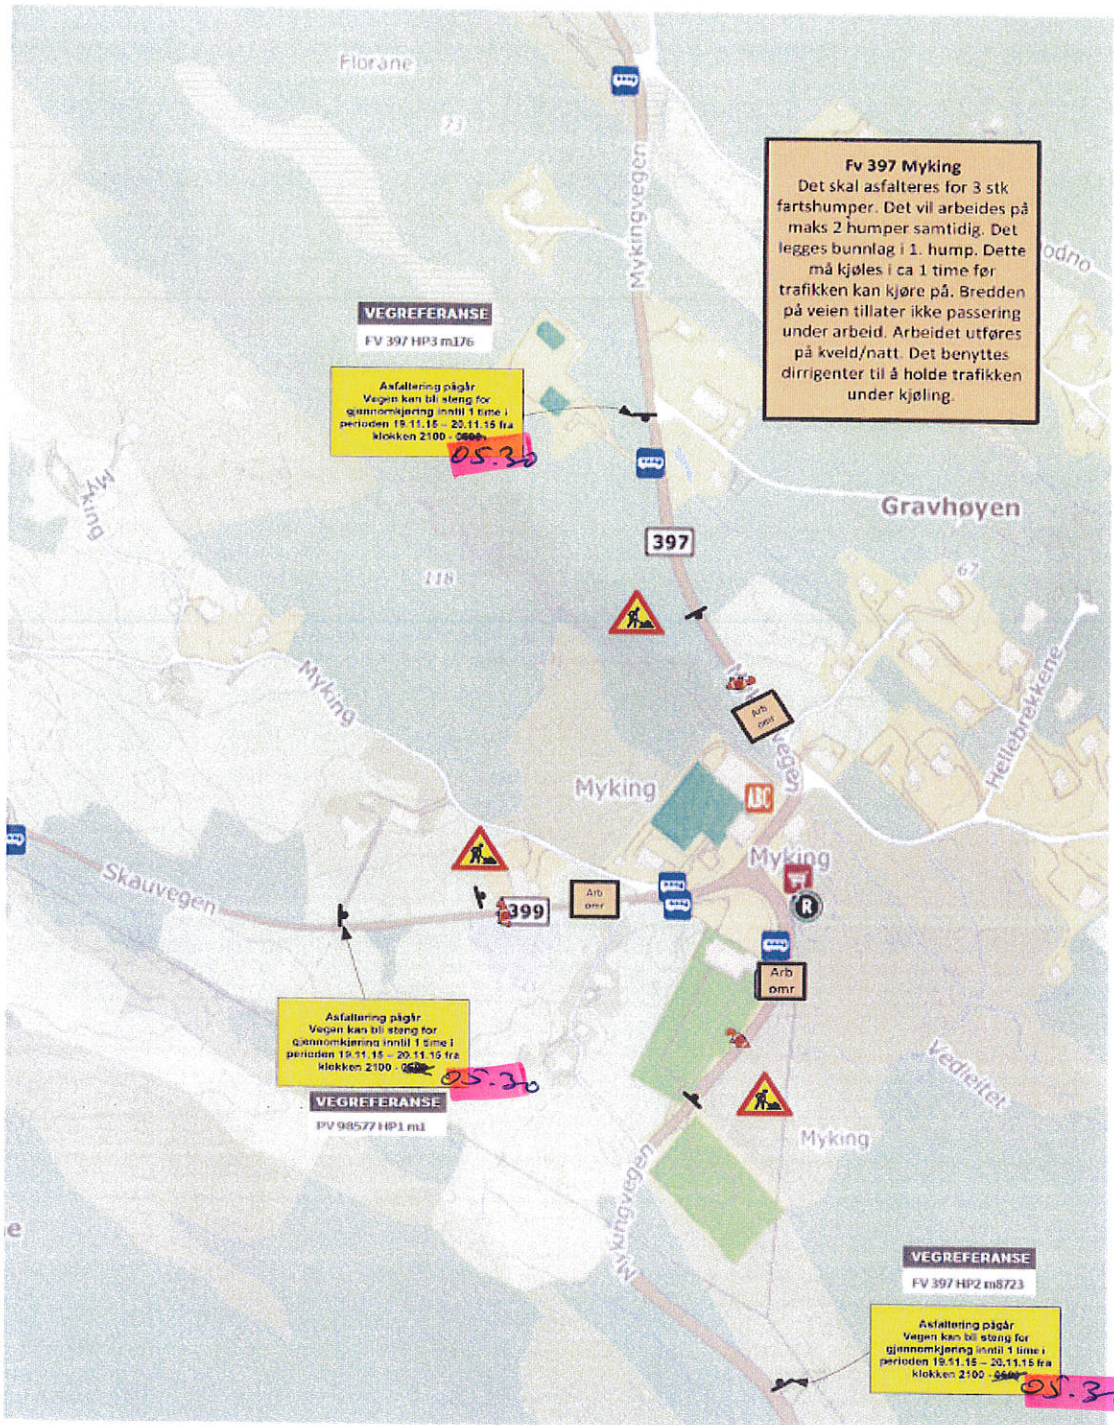 Florane
73
Mykingvegen
Fv 397 Myking
Det skal asfalteres for 3 stk
fartshumper. Det vil arbeides på
maks 2 humper samtidig. Det
legges bunnlag i 1. hump. Dette
må kjøles i ca 1 time før
trafikken kan kjøre på. Bredden
på veien tillater ikke passering
under arbeid. Arbeidet utføres
på kveld/natt. Det benyttes
dirrigenter til å holde trafikken
under kjøling.
odno
VEGREFERANSE
FV 397 HP3 m176
Asfaltering pågår
Vegen kan bli steng for
gjennomkjøring inntil 1 time i
perioden 19.11.15 – 20.11.15 fra
klokken 2100 -
05.30
Myking
Gravhøyen
397
118
67
Myking
Arb
omr
vegen
Hellebrekkene
Myking
ABC
Myking
R
Skauvegen
399
Arb
omr
Arb
omr
Asfaltering pågår
Vegen kan bli steng for
gjennomkjøring inntil 1 time i
perioden 19.11.15 – 20.11.15 fra
klokken 2100 -
05.30
VEGREFERANSE
PV 98577 HP1 m1
Vedleitet
Myking
Mykingvegen
e
VEGREFERANSE
FV 397 HP2 m8723
Asfaltering pågår
Vegen kan bli steng for
gjennomkjøring inntil 1 time i
perioden 19.11.15 – 20.11.15 fra
klokken 2100 -
05.3